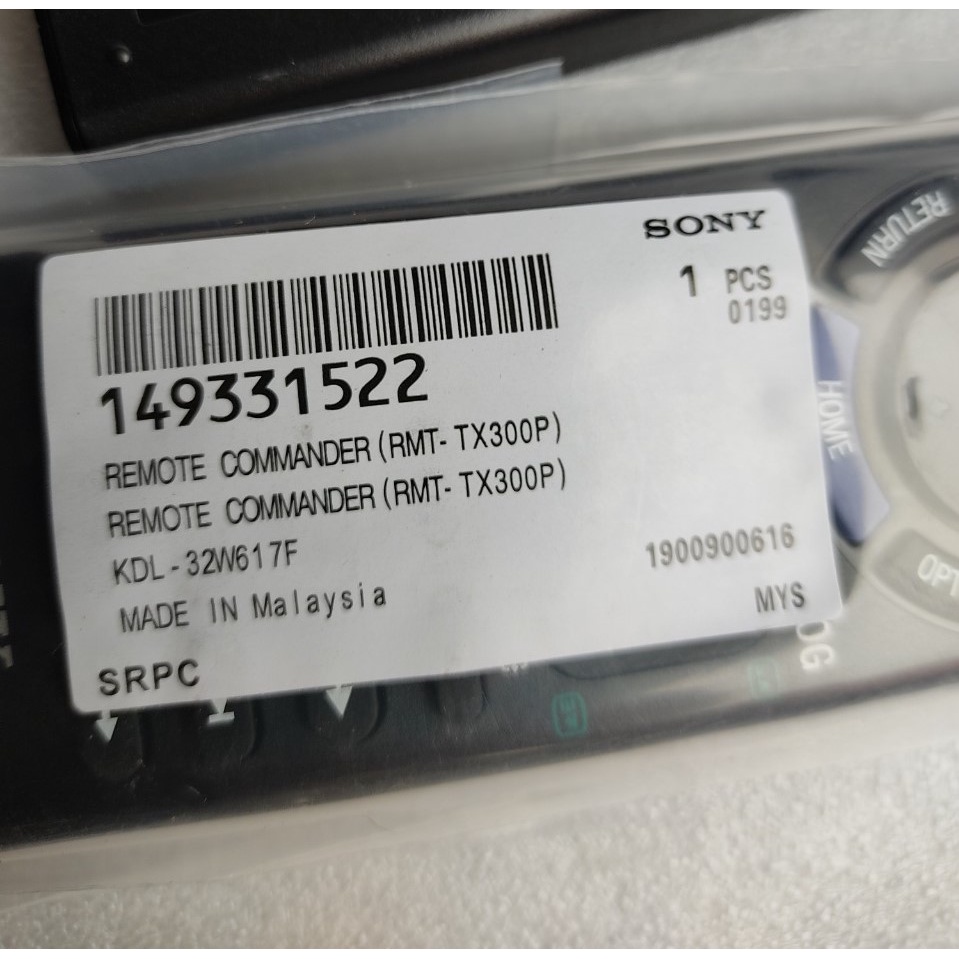 SONY
1 PCS
0199
149331522
REMOTE COMMANDER (RMT- TX300P)
REMOTE COMMANDER (RMT- TX300P)
KDL - 32W617F
1900900616
MADE IN Malaysia
MYS
SRPC
RETURN
HOME